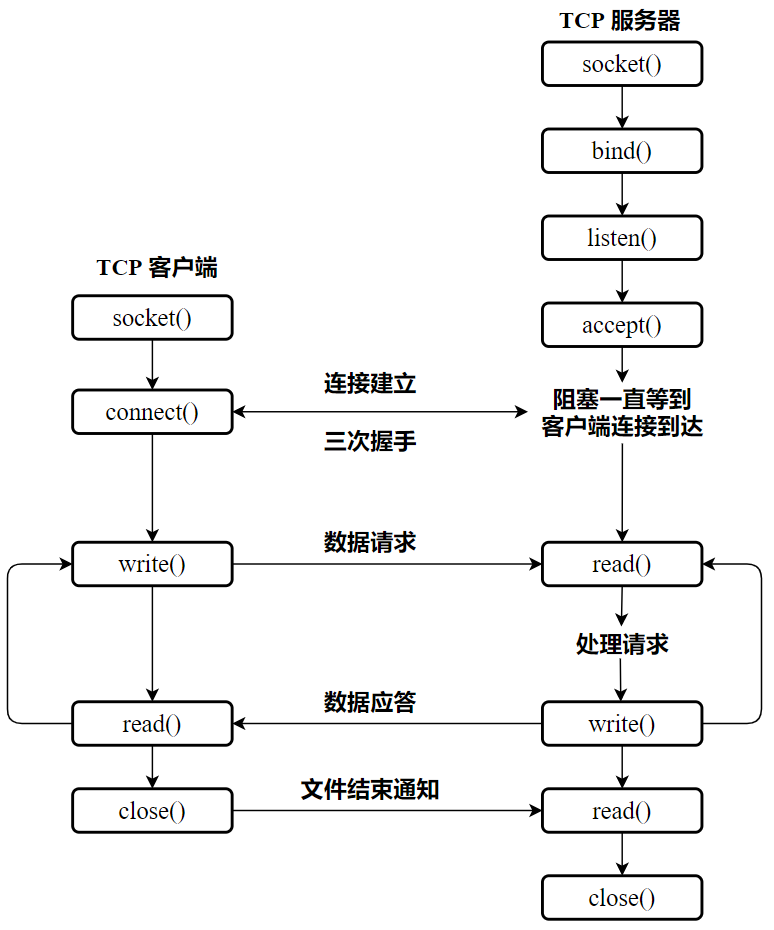 TCP 服务器
socket()
bind()
listen()
TCP 客户端
socket()
accept()
连接建立
connect()
阻塞一直等到
客户端连接到达
三次握手
数据请求
write()
read()
处理请求
数据应答
read()
write()
文件结束通知
close()
read()
close()